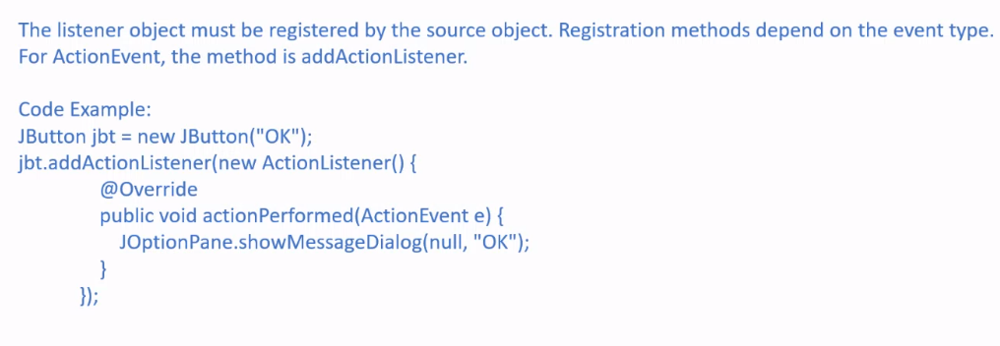 The listener object must be registered by the source object. Registration methods depend on the event type.
For ActionEvent, the method is addActionListener.
Code Example:
JButton jbt = new JButton("OK");
jbt.addActionListener(new ActionListener() {
@Override
public void actionPerformed(ActionEvent e) {
JOptionPane.showMessageDialog(null, "OK");
}
});